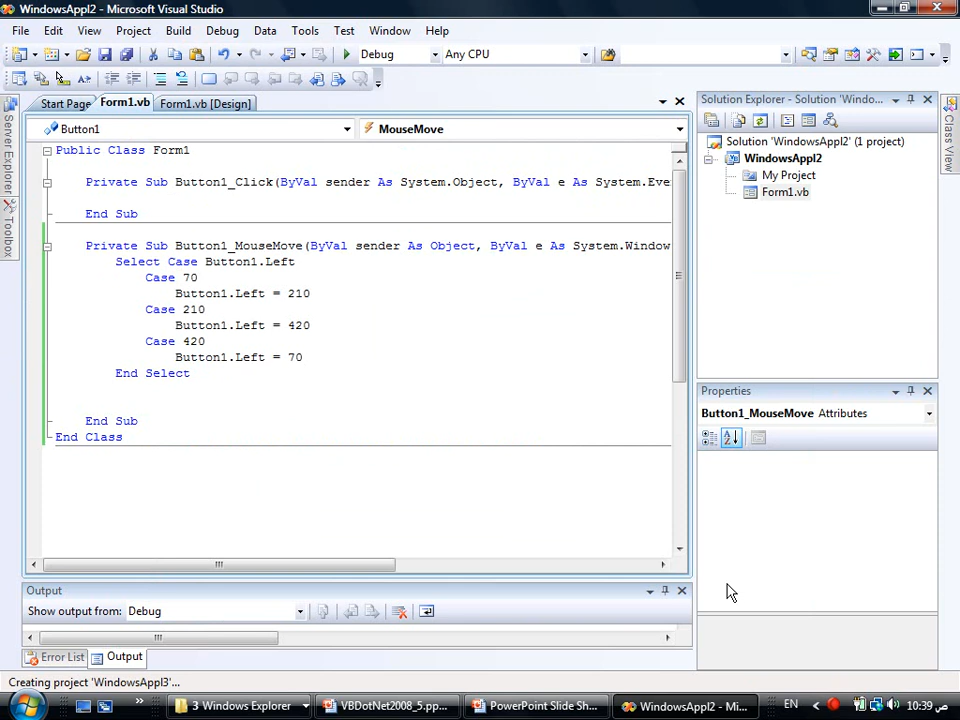 WindowsAppl2 - Microsoft Visual Studio
File Edit View Project Build Debug Data Tools Test Window Help
Debug Any CPU
Start Page Form1.vb Form1.vb [Design]
Button1 MouseMove
Public Class Form1
Private Sub Button1_Click(ByVal sender As System.Object, ByVal e As System.Eve
End Sub
Private Sub Button1_MouseMove(ByVal sender As Object, ByVal e As System.Window
Select Case Button1.Left
Case 70
Button1.Left = 210
Case 210
Button1.Left = 420
Case 420
Button1.Left = 70
End Select
End Sub
End Class
Server Explorer
Toolbox
Solution Explorer - Solution 'Windo...
Solution 'WindowsAppl2' (1 project)
WindowsAppl2
My Project
Form1.vb
Class View
Properties
Button1_MouseMove Attributes
Output
Show output from: Debug
Error List Output
Creating project 'WindowsAppl3'...
3 Windows Explorer VBDotNet2008_5.pp... PowerPoint Slide Sh... WindowsAppl2 - Mi... EN 10:39 ص